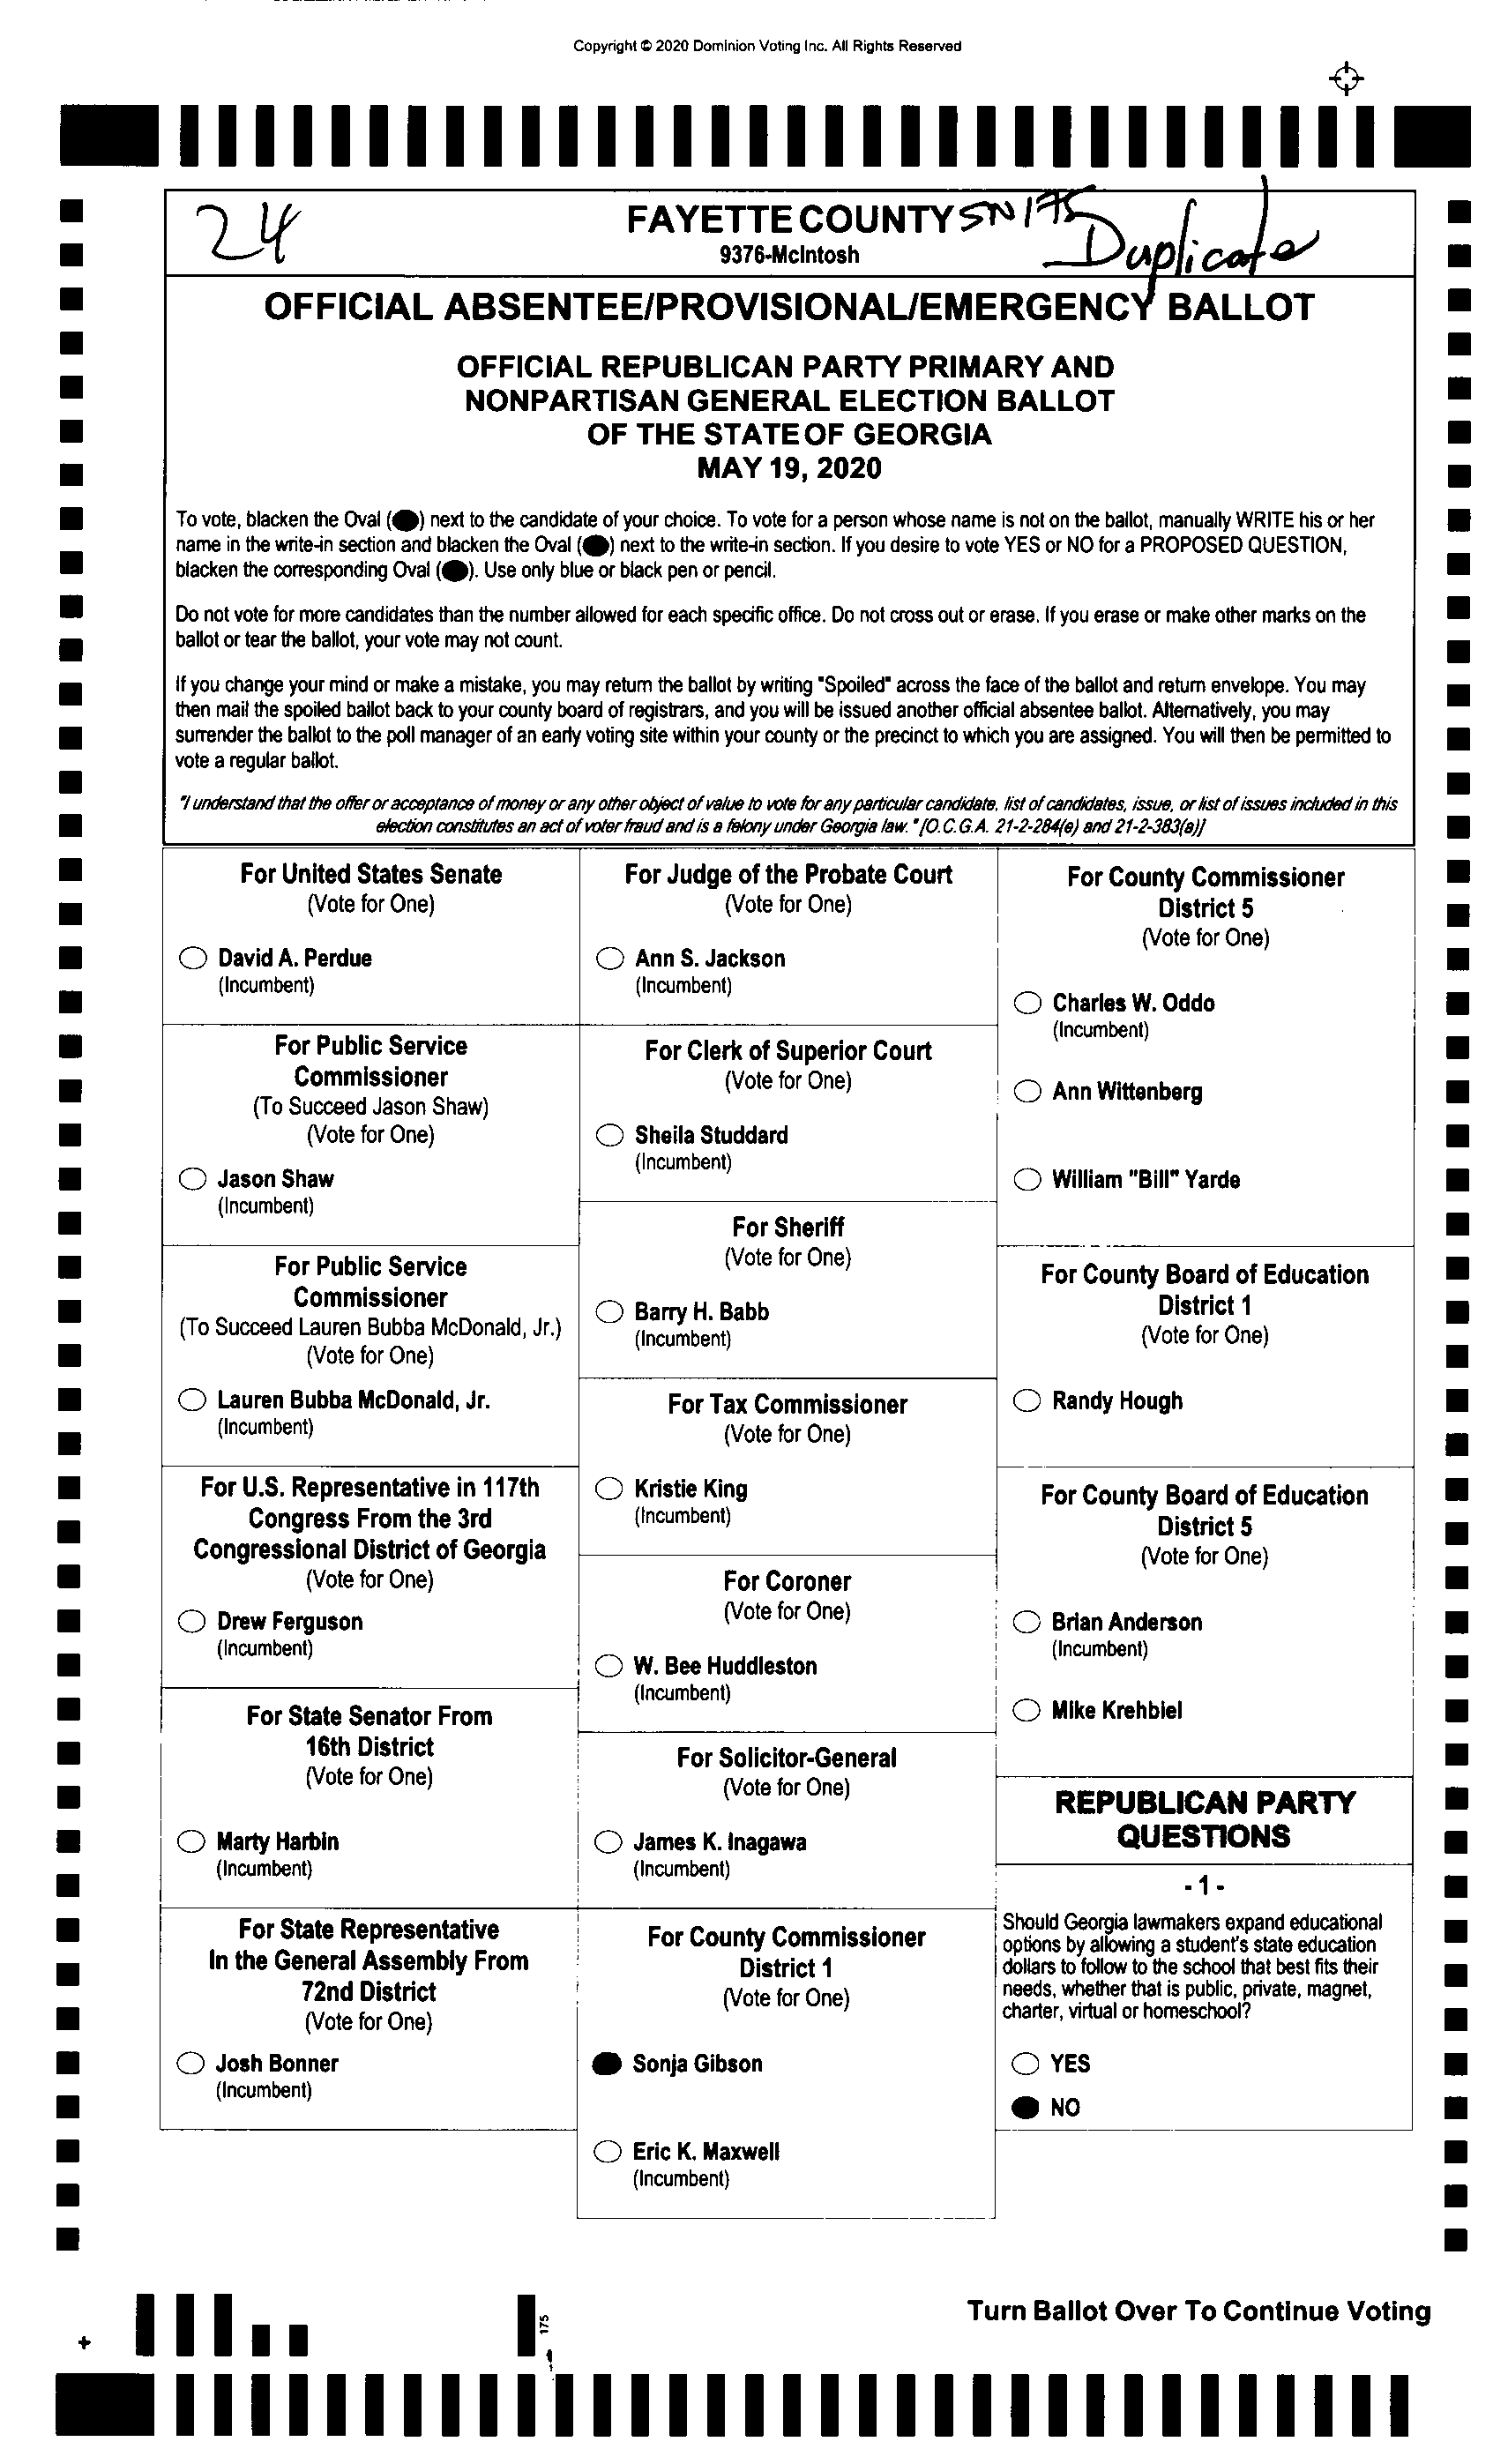 Copyright © 2020 Dominion Voting Inc. All Rights Reserved
24
FAYETTE COUNTY SN 175
9376-McIntosh
Duplicate
OFFICIAL ABSENTEE/PROVISIONAL/EMERGENCY BALLOT
OFFICIAL REPUBLICAN PARTY PRIMARY AND
NONPARTISAN GENERAL ELECTION BALLOT
OF THE STATE OF GEORGIA
MAY 19, 2020
To vote, blacken the Oval ( ) next to the candidate of your choice. To vote for a person whose name is not on the ballot, manually WRITE his or her
name in the write-in section and blacken the Oval ( ) next to the write-in section. If you desire to vote YES or NO for a PROPOSED QUESTION,
blacken the corresponding Oval ( ). Use only blue or black pen or pencil.
Do not vote for more candidates than the number allowed for each specific office. Do not cross out or erase. If you erase or make other marks on the
ballot or tear the ballot, your vote may not count.
If you change your mind or make a mistake, you may return the ballot by writing "Spoiled" across the face of the ballot and return envelope. You may
then mail the spoiled ballot back to your county board of registrars, and you will be issued another official absentee ballot. Alternatively, you may
surrender the ballot to the poll manager of an early voting site within your county or the precinct to which you are assigned. You will then be permitted to
vote a regular ballot.
"I understand that the offer or acceptance of money or any other object of value to vote for any particular candidate, list of candidates, issue, or list of issues included in this
election constitutes an act of voter fraud and is a felony under Georgia law." [O.C.G.A. 21-2-284(e) and 21-2-383(a)]
For United States Senate
(Vote for One)
David A. Perdue
(Incumbent)
For Public Service
Commissioner
(To Succeed Jason Shaw)
(Vote for One)
Jason Shaw
(Incumbent)
For Public Service
Commissioner
(To Succeed Lauren Bubba McDonald, Jr.)
(Vote for One)
Lauren Bubba McDonald, Jr.
(Incumbent)
For U.S. Representative in 117th
Congress From the 3rd
Congressional District of Georgia
(Vote for One)
Drew Ferguson
(Incumbent)
For State Senator From
16th District
(Vote for One)
Marty Harbin
(Incumbent)
For State Representative
In the General Assembly From
72nd District
(Vote for One)
Josh Bonner
(Incumbent)
For Judge of the Probate Court
(Vote for One)
Ann S. Jackson
(Incumbent)
For Clerk of Superior Court
(Vote for One)
Sheila Studdard
(Incumbent)
For Sheriff
(Vote for One)
Barry H. Babb
(Incumbent)
For Tax Commissioner
(Vote for One)
Kristie King
(Incumbent)
For Coroner
(Vote for One)
W. Bee Huddleston
(Incumbent)
For Solicitor-General
(Vote for One)
James K. Inagawa
(Incumbent)
For County Commissioner
District 1
(Vote for One)
Sonja Gibson
Eric K. Maxwell
(Incumbent)
For County Commissioner
District 5
(Vote for One)
Charles W. Oddo
(Incumbent)
Ann Wittenberg
William "Bill" Yarde
For County Board of Education
District 1
(Vote for One)
Randy Hough
For County Board of Education
District 5
(Vote for One)
Brian Anderson
(Incumbent)
Mike Krehbiel
REPUBLICAN PARTY
QUESTIONS
- 1 -
Should Georgia lawmakers expand educational
options by allowing a student's state education
dollars to follow to the school that best fits their
needs, whether that is public, private, magnet,
charter, virtual or homeschool?
YES
NO
Turn Ballot Over To Continue Voting
175